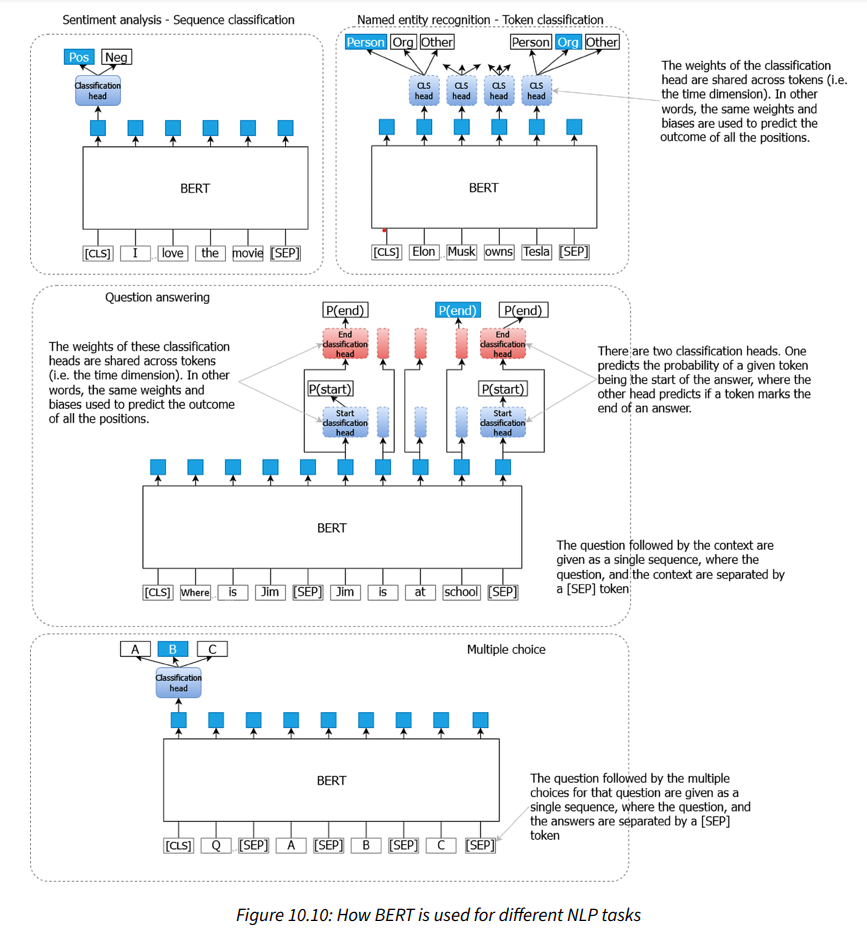 Sentiment analysis - Sequence classification
Pos Neg
Classification
head
BERT
[CLS] I love the movie [SEP]
Named entity recognition - Token classification
Person Org Other Person Org Other
CLS head CLS head CLS head CLS head
BERT
[CLS] Elon Musk owns Tesla [SEP]
The weights of the classification
head are shared across tokens (i.e.
the time dimension). In other
words, the same weights and
biases are used to predict the
outcome of all the positions.
Question answering
The weights of these classification
heads are shared across tokens
(i.e. the time dimension). In other
words, the same weights and
biases used to predict the outcome
of all the positions.
P(end) P(end) P(end)
End
classification
head
End
classification
head
P(start) P(start)
Start
classification
head
Start
classification
head
There are two classification heads. One
predicts the probability of a given token
being the start of the answer, where the
other head predicts if a token marks the
end of an answer.
BERT
[CLS] Where is Jim [SEP] Jim is at school [SEP]
The question followed by the context are
given as a single sequence, where the
question, and the context are separated by
a [SEP] token
Multiple choice
A B C
Classification
head
BERT
[CLS] Q [SEP] A [SEP] B [SEP] C [SEP]
The question followed by the multiple
choices for that question are given as a
single sequence, where the question, and
the answers are separated by a [SEP]
token
Figure 10.10: How BERT is used for different NLP tasks